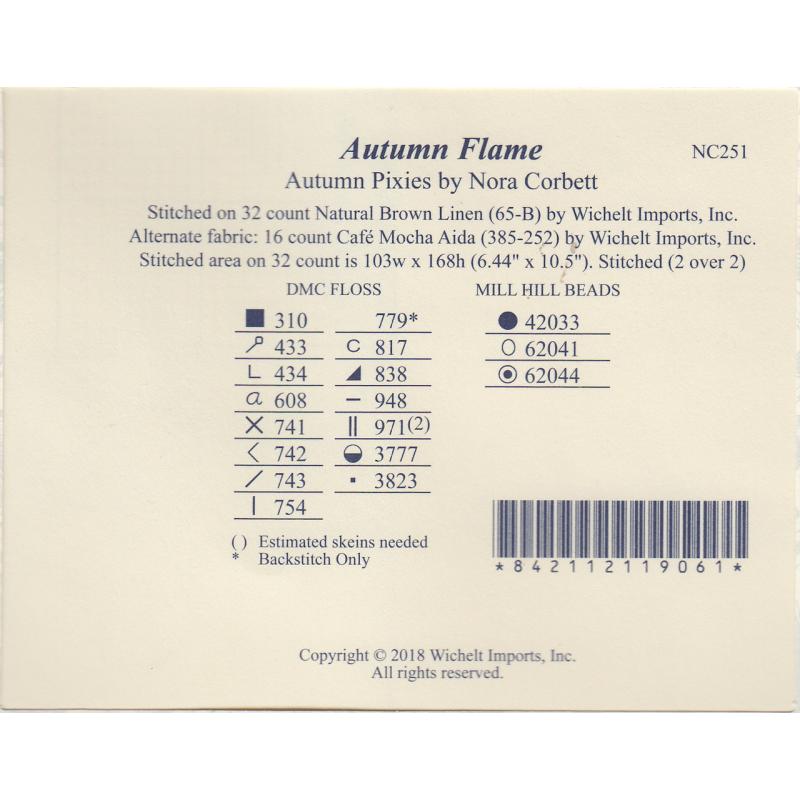 Autumn Flame NC251
Autumn Pixies by Nora Corbett
Stitched on 32 count Natural Brown Linen (65-B) by Wichelt Imports, Inc.
Alternate fabric: 16 count Café Mocha Aida (385-252) by Wichelt Imports, Inc.
Stitched area on 32 count is 103w x 168h (6.44" x 10.5"). Stitched (2 over 2)
DMC FLOSS MILL HILL BEADS
310 779* 42033
433 817 62041
434 838 62044
608 948
741 971(2)
742 3777
743 3823
754
( ) Estimated skeins needed
* Backstitch Only
*842112119061*
Copyright © 2018 Wichelt Imports, Inc.
All rights reserved.